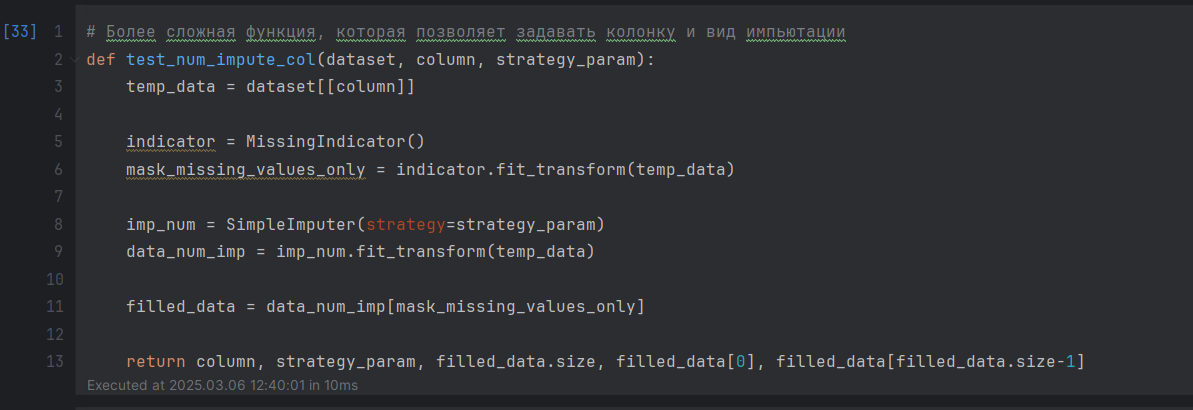 [33] 1 # Более сложная функция, которая позволяет задавать колонку и вид импьютации
2 def test_num_impute_col(dataset, column, strategy_param):
3 temp_data = dataset[[column]]
4
5 indicator = MissingIndicator()
6 mask_missing_values_only = indicator.fit_transform(temp_data)
7
8 imp_num = SimpleImputer(strategy=strategy_param)
9 data_num_imp = imp_num.fit_transform(temp_data)
10
11 filled_data = data_num_imp[mask_missing_values_only]
12
13 return column, strategy_param, filled_data.size, filled_data[0], filled_data[filled_data.size-1]
Executed at 2025.03.06 12:40:01 in 10ms